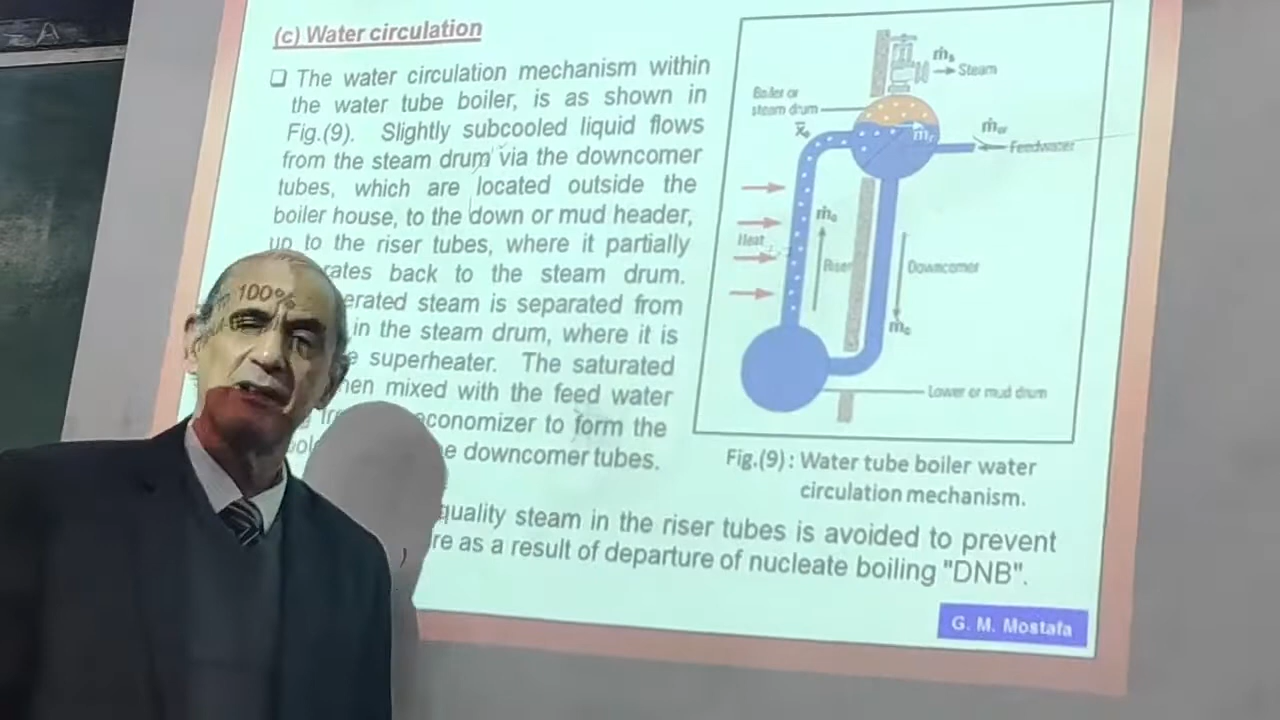 (c) Water circulation
❑ The water circulation mechanism within
the water tube boiler, is as shown in
Fig.(9). Slightly subcooled liquid flows
from the steam drum via the downcomer
tubes, which are located outside the
boiler house, to the down or mud header,
up to the riser tubes, where it partially
rates back to the steam drum.
erated steam is separated from
in the steam drum, where it is
superheater. The saturated
hen mixed with the feed water
economizer to form the
e downcomer tubes.
quality steam in the riser tubes is avoided to prevent
re as a result of departure of nucleate boiling "DNB".
100%
Boiler or
steam drum
ṁs
Steam
Feedwater
Heat
Riser
Downcomer
Lower or mud drum
Fig.(9) : Water tube boiler water
circulation mechanism.
G. M. Mostafa
A